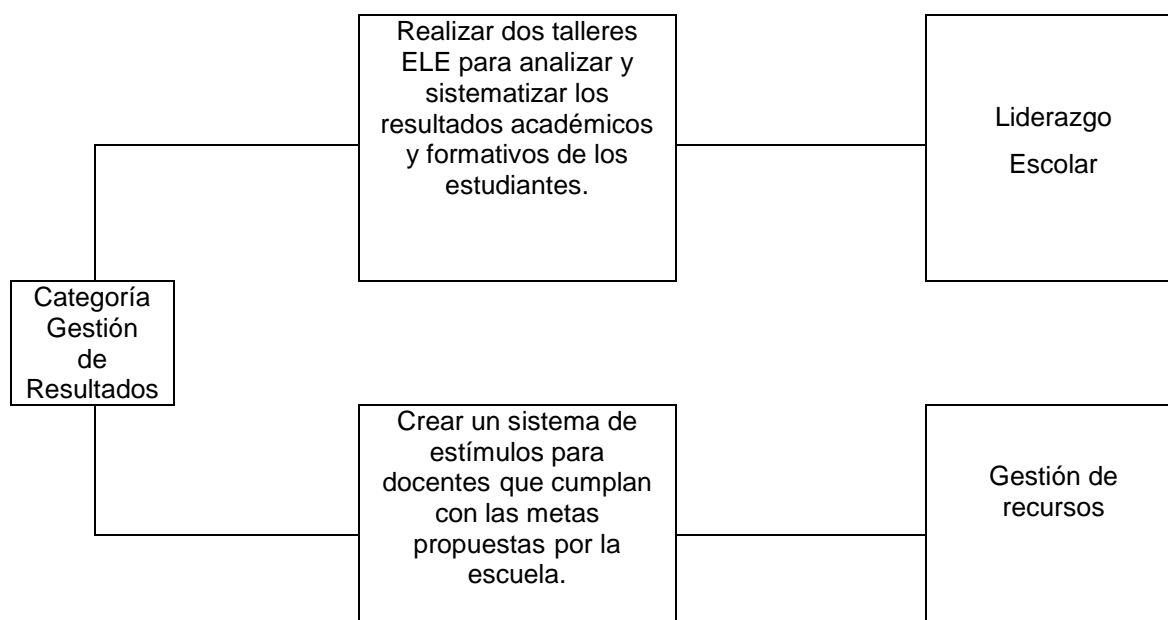 Realizar dos talleres
ELE para analizar y
sistematizar los
resultados académicos
y formativos de los
estudiantes.
Liderazgo
Escolar
Categoría
Gestión
de
Resultados
Crear un sistema de
estímulos para
docentes que cumplan
con las metas
propuestas por la
escuela.
Gestión de
recursos